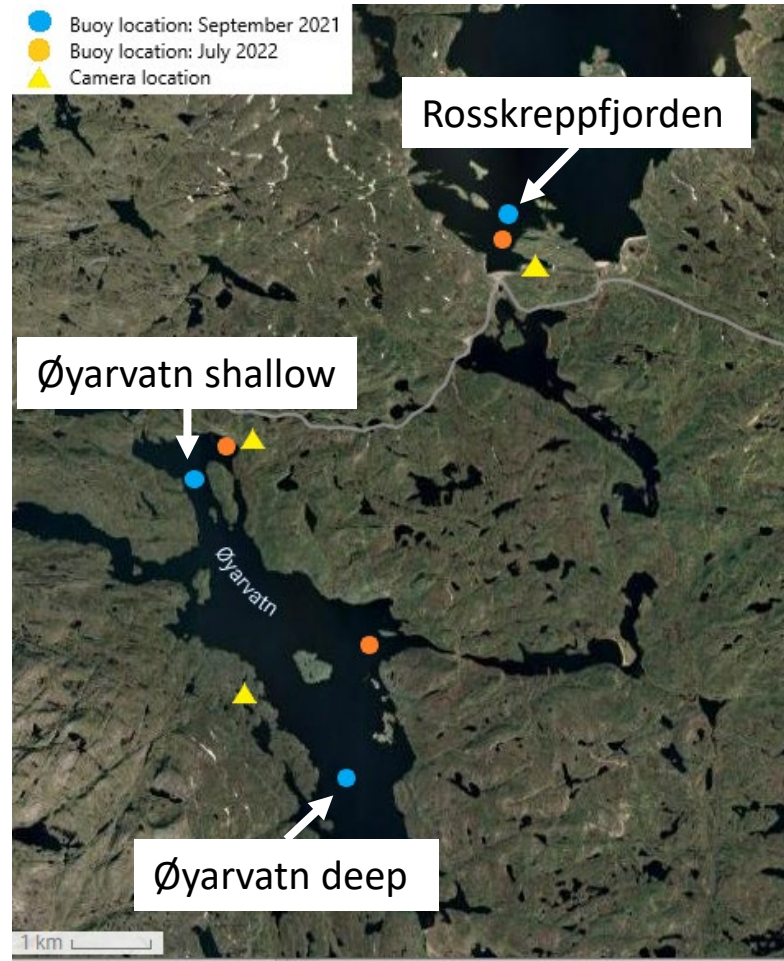 Buoy location: September 2021
Buoy location: July 2022
Camera location
Rosskreppfjorden
Øyarvatn shallow
Øyarvatn
Øyarvatn deep
1 km